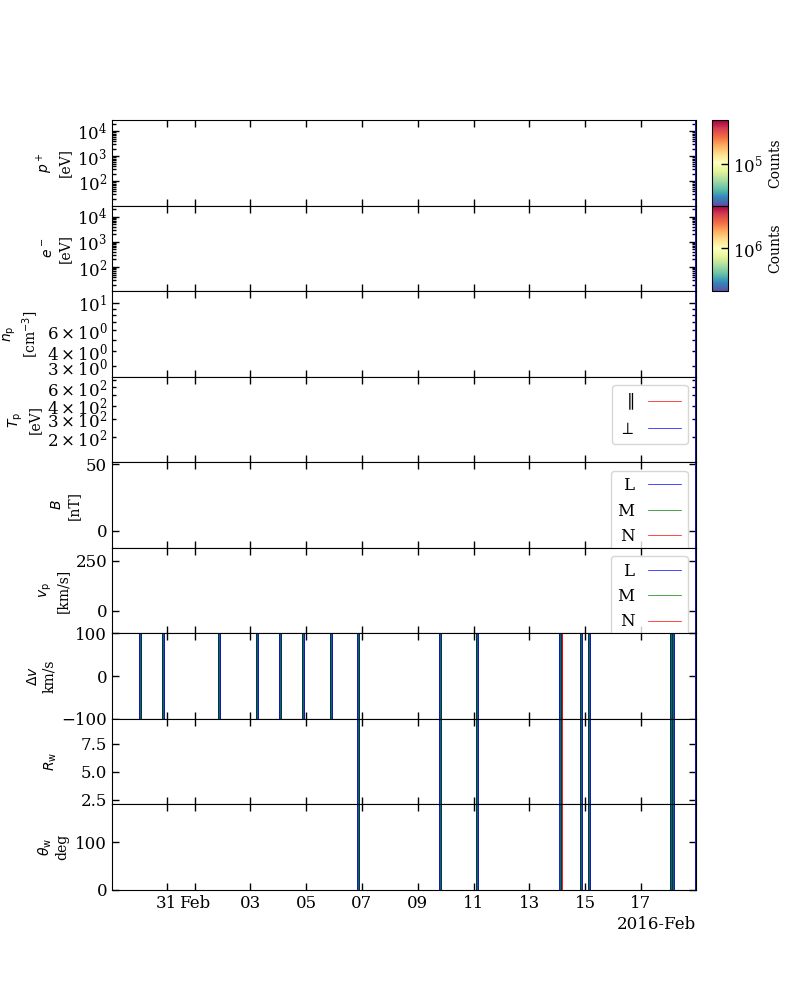 p⁺
[eV]
10⁴
10³
10²
10⁵
Counts
e⁻
[eV]
10⁴
10³
10²
10⁶
Counts
nₚ
[cm⁻³]
10¹
6 × 10⁰
4 × 10⁰
3 × 10⁰
Tₚ
[eV]
6 × 10²
4 × 10²
3 × 10²
2 × 10²
∥
⊥
B
[nT]
50
0
L
M
N
vₚ
[km/s]
250
0
L
M
N
Δv
km/s
100
0
−100
R_w
7.5
5.0
2.5
θ_w
deg
100
0
31 Feb 03 05 07 09 11 13 15 17
2016-Feb